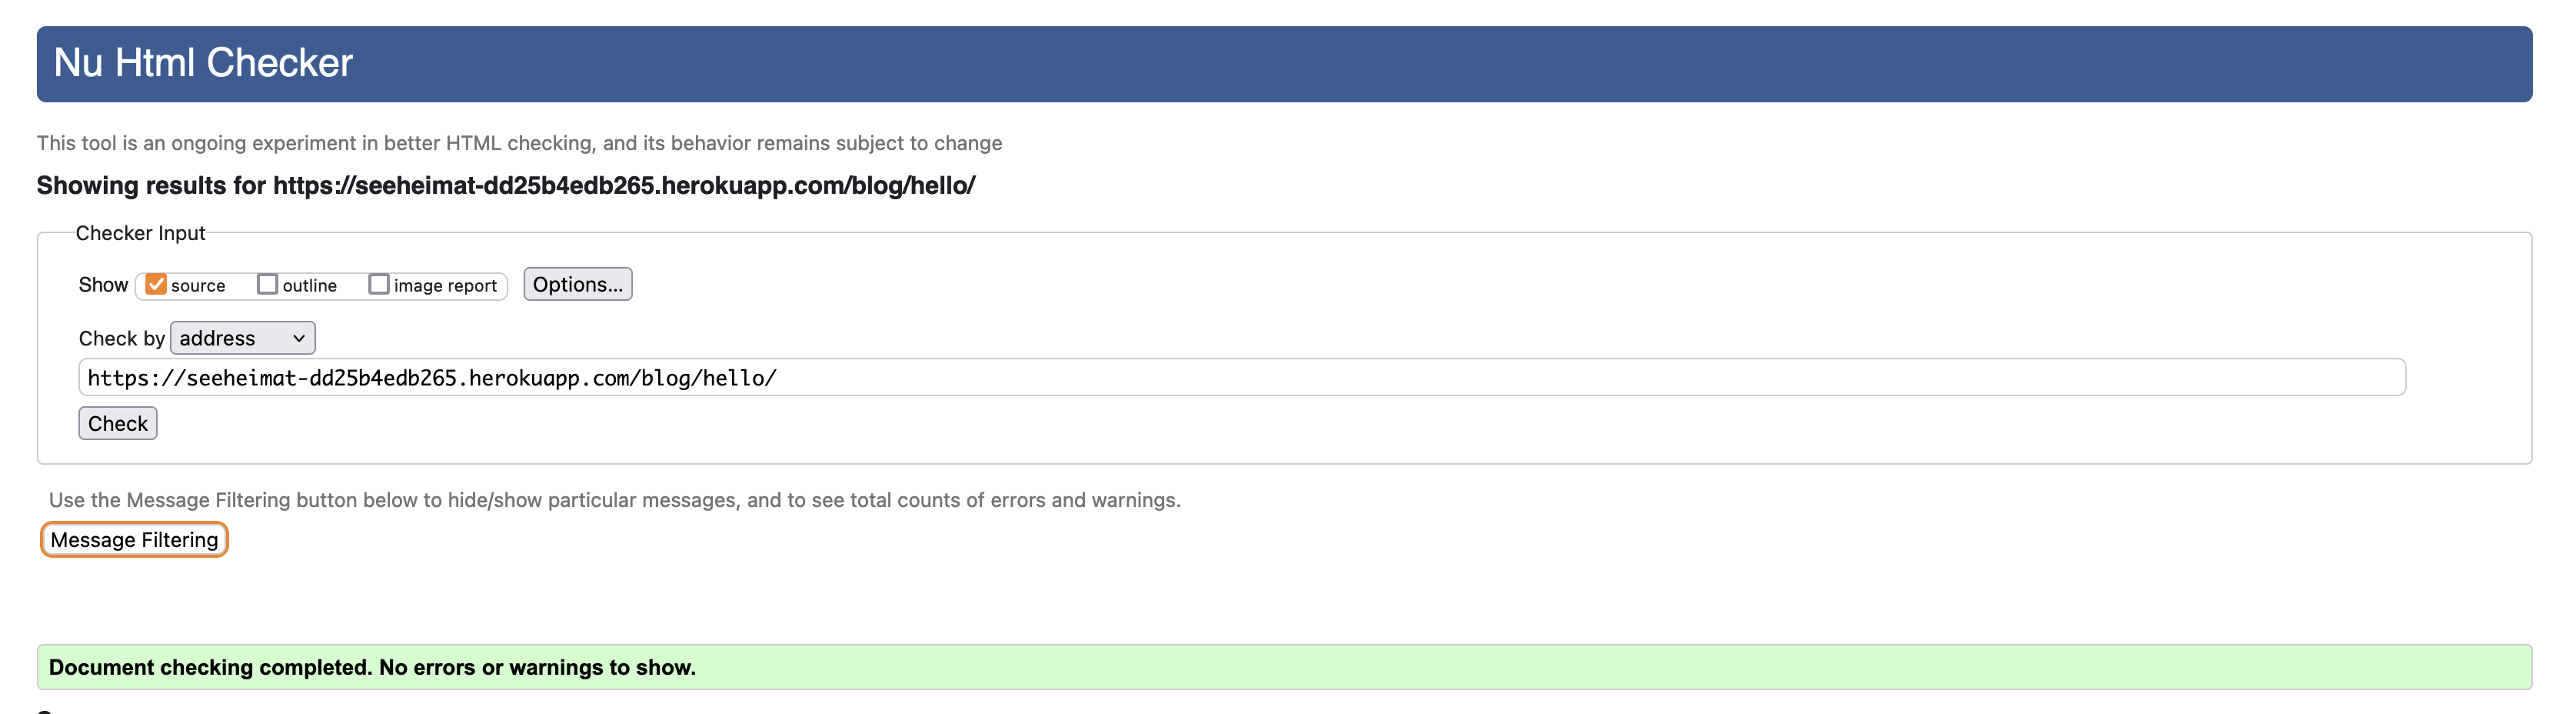 Nu Html Checker
This tool is an ongoing experiment in better HTML checking, and its behavior remains subject to change
Showing results for https://seeheimat-dd25b4edb265.herokuapp.com/blog/hello/
Checker Input
Show source outline image report Options...
Check by address
https://seeheimat-dd25b4edb265.herokuapp.com/blog/hello/
Check
Use the Message Filtering button below to hide/show particular messages, and to see total counts of errors and warnings.
Message Filtering
Document checking completed. No errors or warnings to show.